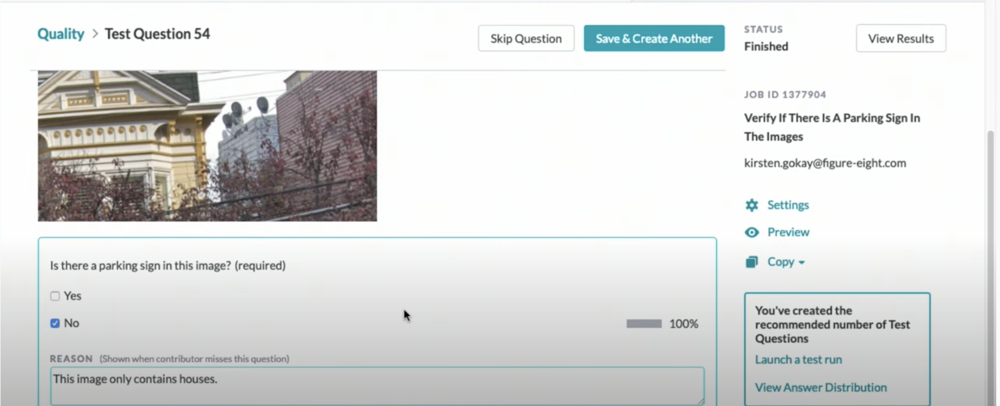 Quality > Test Question 54
Skip Question
Save & Create Another
STATUS
Finished
View Results
JOB ID 1377904
Verify If There Is A Parking Sign In
The Images
kirsten.gokay@figure-eight.com
Settings
Preview
Copy
Is there a parking sign in this image? (required)
Yes
No
100%
REASON (Shown when contributor misses this question)
This image only contains houses.
You've created the
recommended number of Test
Questions
Launch a test run
View Answer Distribution